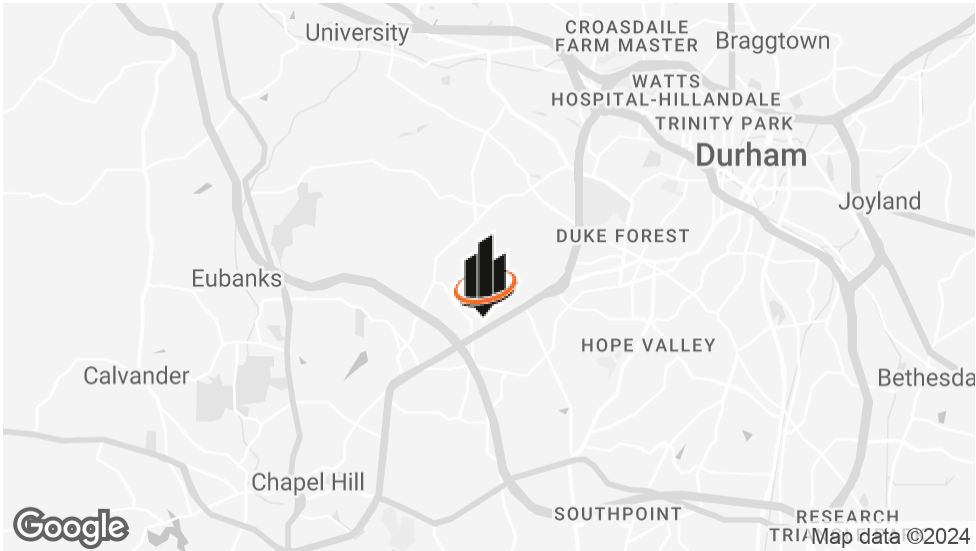 University
CROASDAILE
FARM MASTER
Braggtown
WATTS
HOSPITAL-HILLANDALE
TRINITY PARK
Durham
Joyland
DUKE FOREST
Eubanks
HOPE VALLEY
Calvander
Bethesda
Chapel Hill
SOUTHPOINT
RESEARCH
Google
Map data ©2024